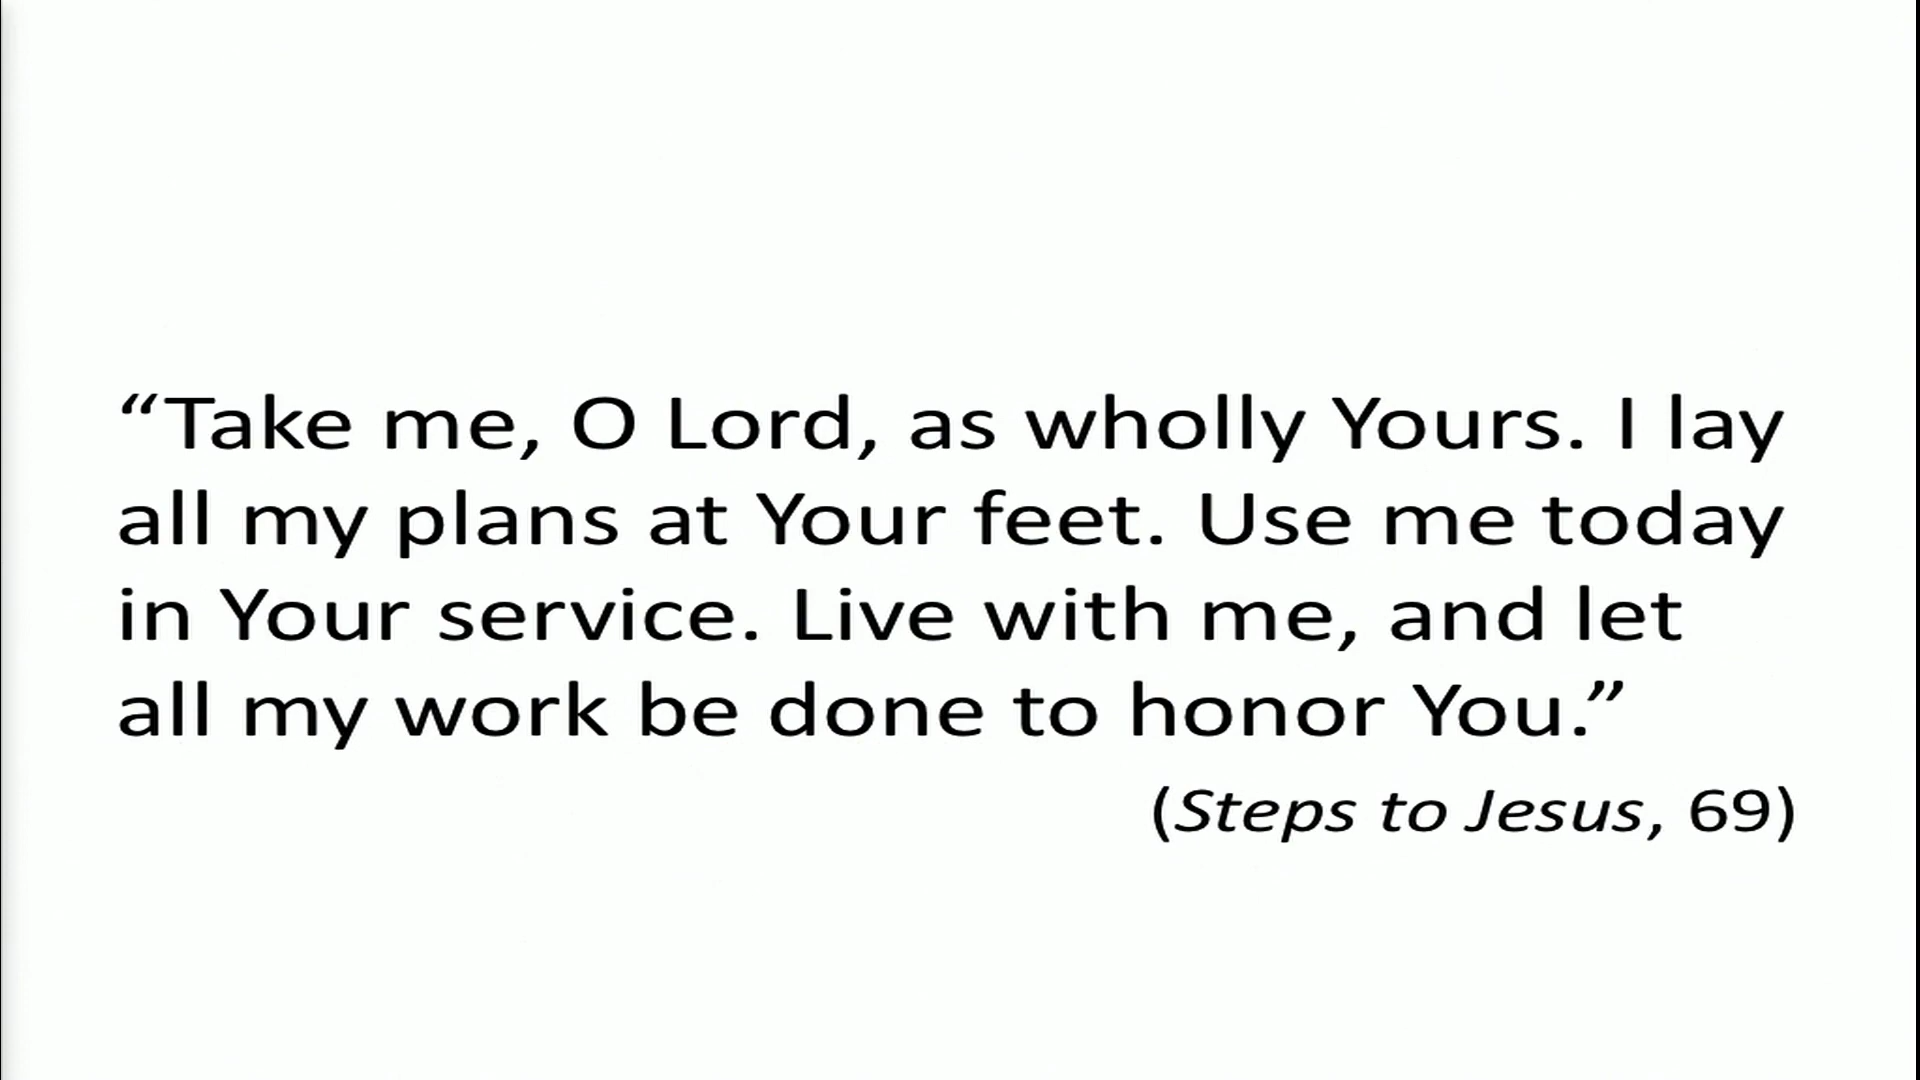 “Take me, O Lord, as wholly Yours. I lay
all my plans at Your feet. Use me today
in Your service. Live with me, and let
all my work be done to honor You.”
(Steps to Jesus, 69)